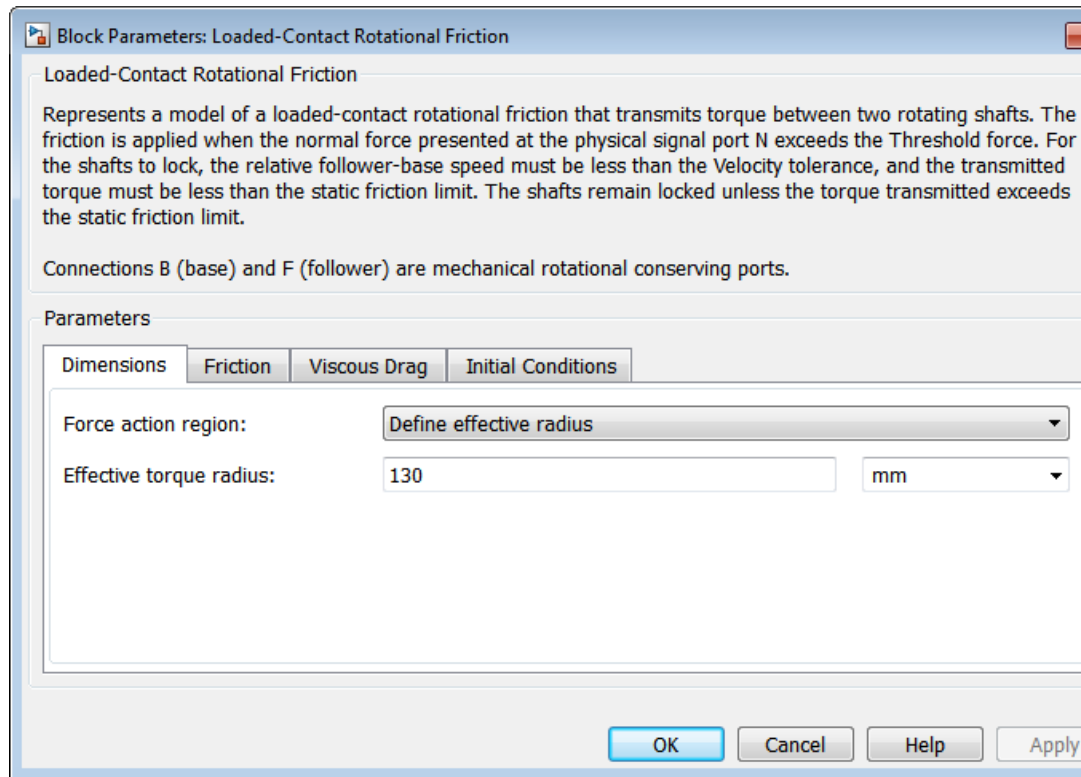 Block Parameters: Loaded-Contact Rotational Friction
Loaded-Contact Rotational Friction
Represents a model of a loaded-contact rotational friction that transmits torque between two rotating shafts. The
friction is applied when the normal force presented at the physical signal port N exceeds the Threshold force. For
the shafts to lock, the relative follower-base speed must be less than the Velocity tolerance, and the transmitted
torque must be less than the static friction limit. The shafts remain locked unless the torque transmitted exceeds
the static friction limit.
Connections B (base) and F (follower) are mechanical rotational conserving ports.
Parameters
Dimensions Friction Viscous Drag Initial Conditions
Force action region: Define effective radius
Effective torque radius: 130 mm
OK Cancel Help Apply